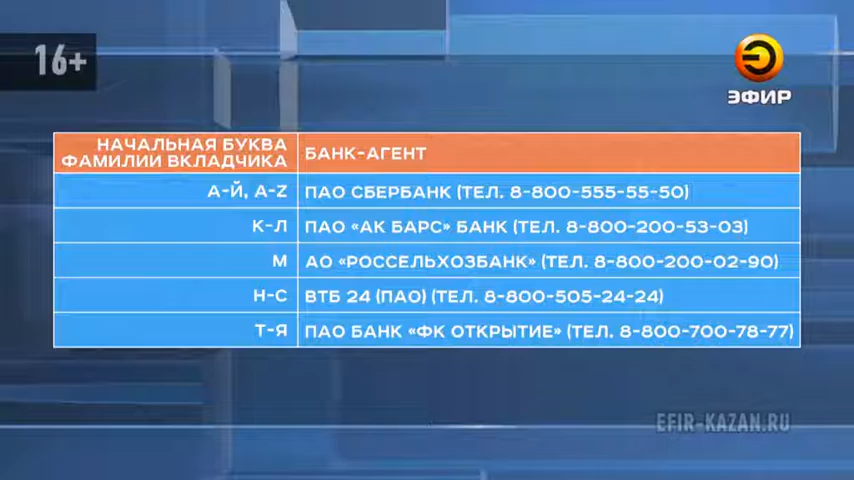 16+
ЭФИР
НАЧАЛЬНАЯ БУКВА
ФАМИЛИИ ВКЛАДЧИКА
БАНК-АГЕНТ
А-Й, A-Z ПАО СБЕРБАНК (ТЕЛ. 8-800-555-55-50)
К-Л ПАО «АК БАРС» БАНК (ТЕЛ. 8-800-200-53-03)
М АО «РОССЕЛЬХОЗБАНК» (ТЕЛ. 8-800-200-02-90)
Н-С ВТБ 24 (ПАО) (ТЕЛ. 8-800-505-24-24)
Т-Я ПАО БАНК «ФК ОТКРЫТИЕ» (ТЕЛ. 8-800-700-78-77)
EFIR-KAZAN.RU